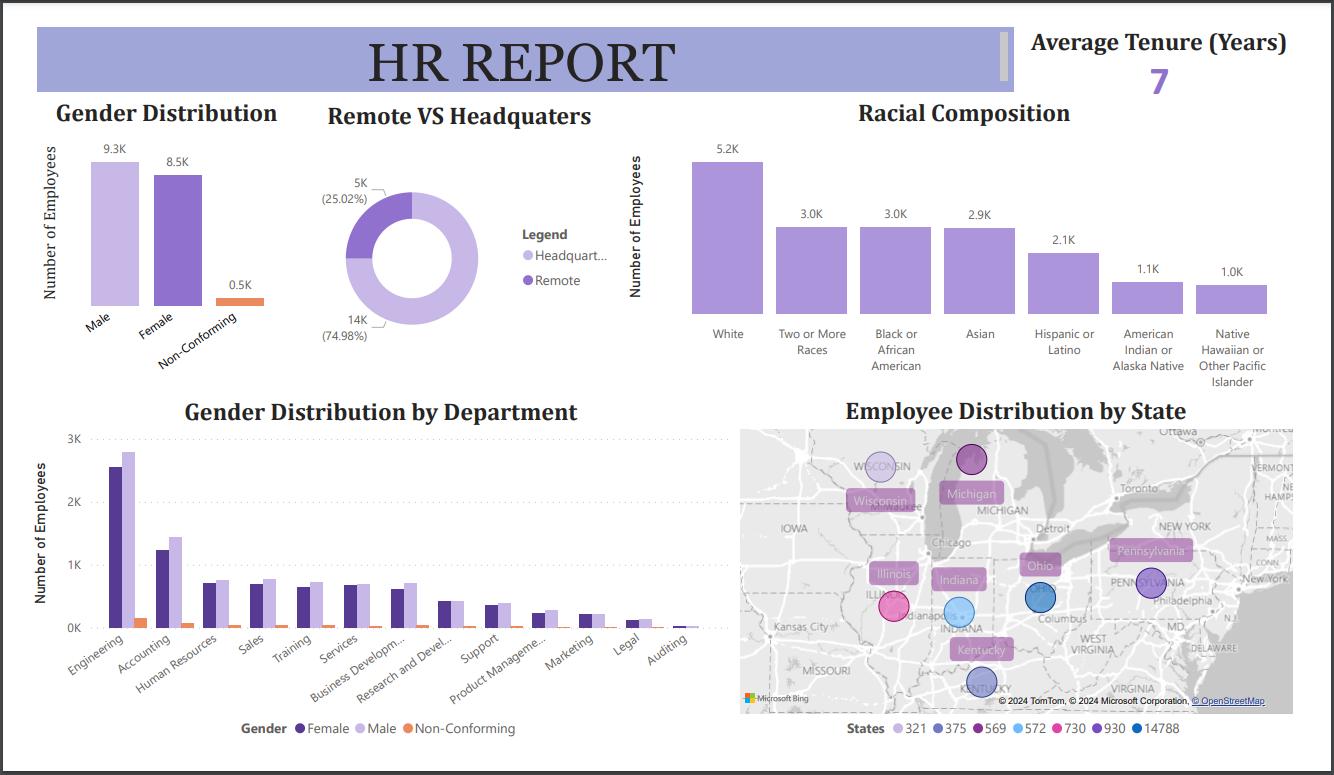 HR REPORT
Average Tenure (Years)
7
Gender Distribution
Number of Employees
9.3K
8.5K
0.5K
Male
Female
Non-Conforming
Remote VS Headquaters
5K
(25.02%)
14K
(74.98%)
Legend
Headquart...
Remote
Racial Composition
Number of Employees
5.2K
3.0K
3.0K
2.9K
2.1K
1.1K
1.0K
White
Two or More
Races
Black or
African
American
Asian
Hispanic or
Latino
American
Indian or
Alaska Native
Native
Hawaiian or
Other Pacific
Islander
Gender Distribution by Department
Number of Employees
3K
2K
1K
0K
Engineering
Accounting
Human Resources
Sales
Training
Services
Business Developm...
Research and Devel...
Support
Product Manageme...
Marketing
Legal
Auditing
Gender Female Male Non-Conforming
Employee Distribution by State
Ottawa
WISCONSIN
Wisconsin
Milwaukee
Michigan
MICHIGAN
Toronto
VERMONT
IOWA
Detroit
NEW YORK
Chicago
MASS.
CONN
Pennsylvania
PENNSYLVANIA
New York
Illinois
Indiana
Ohio
OHIO
Indianapolis
INDIANA
Columbus
Philadelphia
N.J.
Kansas City
MD.
WEST
VIRGINIA
DELAWARE
Kentucky
KENTUCKY
MISSOURI
VIRGINIA
Microsoft Bing
© 2024 TomTom, © 2024 Microsoft Corporation, © OpenStreetMap
States 321 375 569 572 730 930 14788